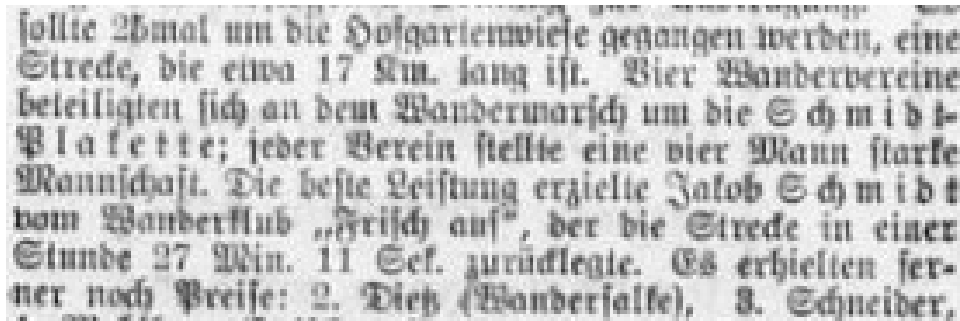 sollte 25mal um die Hofgartenwiese gegangen werden, eine
Strecke, die etwa 17 Km. lang ist. Vier Wandervereine
beteiligten sich an dem Wandermarsch um die Schmidt-
Plakette; jeder Verein stellte eine vier Mann starke
Mannschaft. Die beste Leistung erzielte Jakob Schmidt
vom Wanderklub „Frisch auf“, der die Strecke in einer
Stunde 27 Min. 11 Sek. zurücklegte. Es erhielten fer-
ner noch Preise: 2. Dietz (Wanderfalke), 3. Schneider,